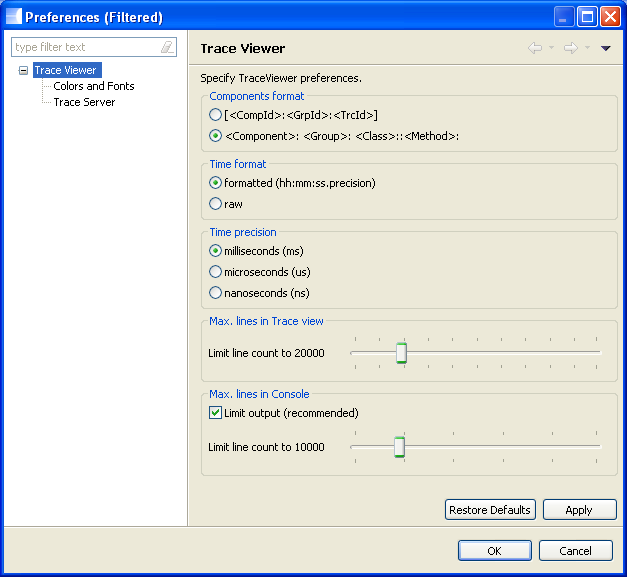 Preferences (Filtered)
type filter text
Trace Viewer
Colors and Fonts
Trace Server
Trace Viewer
Specify TraceViewer preferences.
Components format
[<CompId>:<GrpId>:<TrcId>]
<Component>: <Group>: <Class>::<Method>:
Time format
formatted (hh:mm:ss.precision)
raw
Time precision
milliseconds (ms)
microseconds (us)
nanoseconds (ns)
Max. lines in Trace view
Limit line count to 20000
Max. lines in Console
Limit output (recommended)
Limit line count to 10000
Restore Defaults
Apply
OK
Cancel